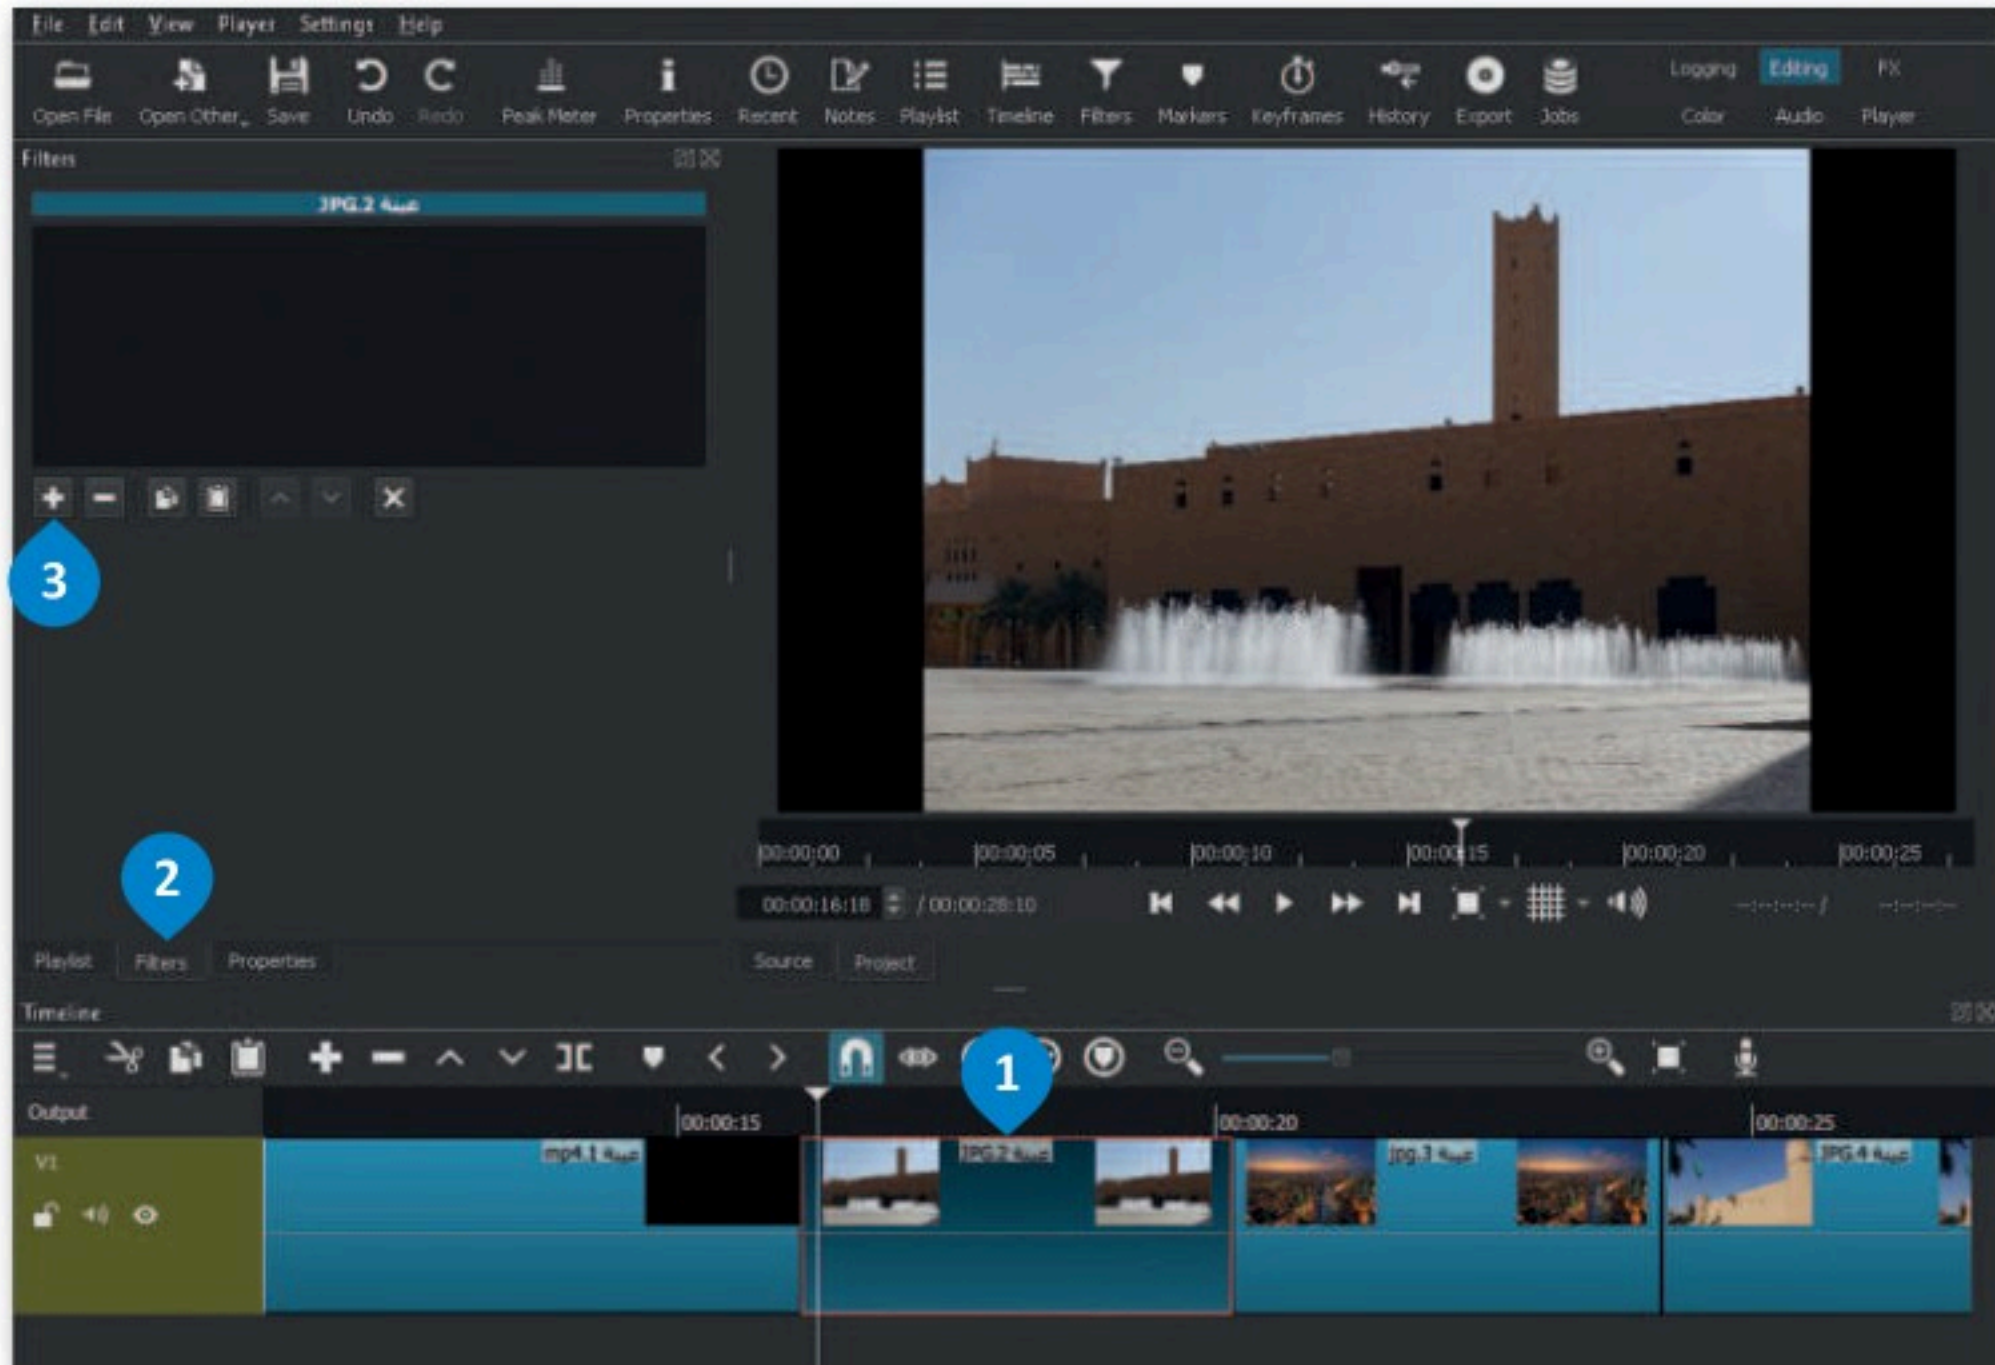 File Edit View Player Settings Help
Open File Open Other Save Undo Redo Peak Meter Properties Recent Notes Playlist Timeline Filters Markers Keyframes History Export Jobs
Logging Editing FX
Color Audio Player
Filters
عينة 2.JPG
3
2
00:00:00 00:00:05 00:00:10 00:00:15 00:00:20 00:00:25
00:00:16:18 / 00:00:28:10 --:--:--:-- / --:--:--:--
Playlist Filters Properties
Source Project
Timeline
1
Output
00:00:15 00:00:20 00:00:25
V1
عينة 1.mp4
عينة 2.JPG
عينة 3.jpg
عينة 4.JPG